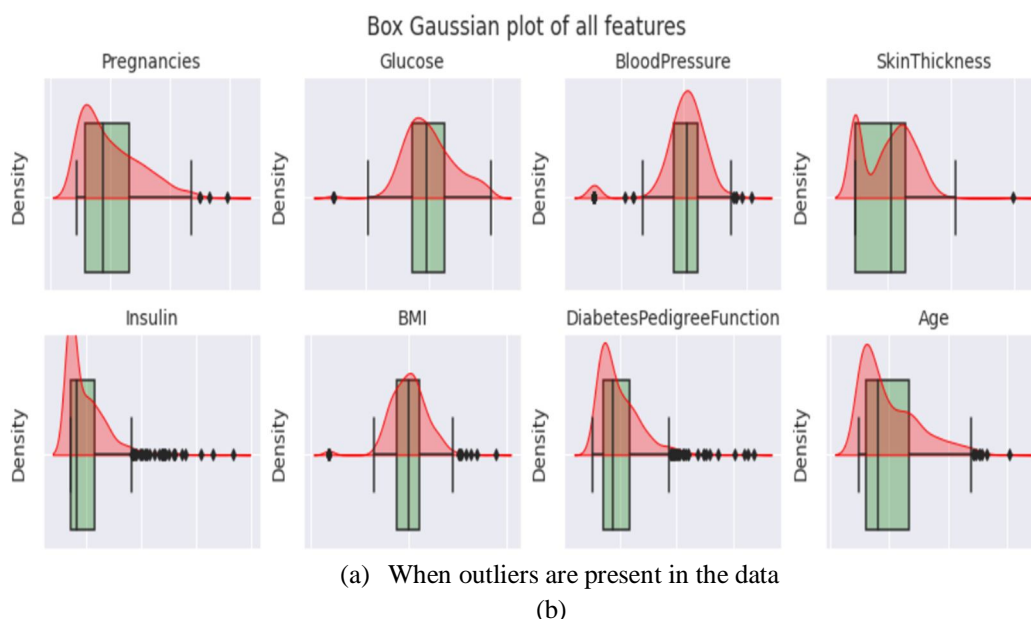 Box Gaussian plot of all features
Pregnancies Glucose BloodPressure SkinThickness
Density Density Density Density
Insulin BMI DiabetesPedigreeFunction Age
Density Density Density Density
(a) When outliers are present in the data
(b)